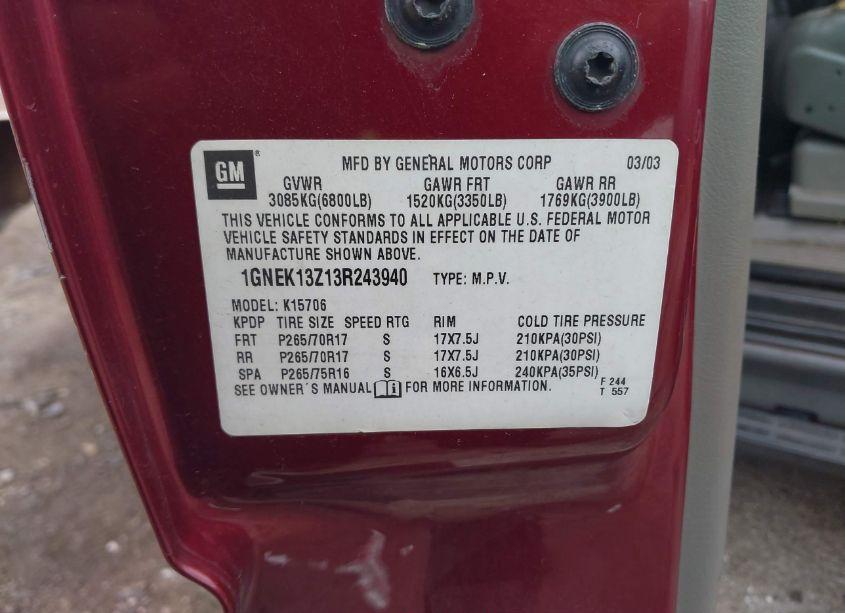 GM® MFD BY GENERAL MOTORS CORP 03/03
GVWR GAWR FRT GAWR RR
3085KG(6800LB) 1520KG(3350LB) 1769KG(3900LB)
THIS VEHICLE CONFORMS TO ALL APPLICABLE U.S. FEDERAL MOTOR
VEHICLE SAFETY STANDARDS IN EFFECT ON THE DATE OF
MANUFACTURE SHOWN ABOVE.
1GNEK13Z13R243940 TYPE: M.P.V.
MODEL: K15706
KPDP TIRE SIZE SPEED RTG RIM COLD TIRE PRESSURE
FRT P265/70R17 S 17X7.5J 210KPA(30PSI)
RR P265/70R17 S 17X7.5J 210KPA(30PSI)
SPA P265/75R16 S 16X6.5J 240KPA(35PSI)
SEE OWNER'S MANUAL i FOR MORE INFORMATION.
F 244
T 557